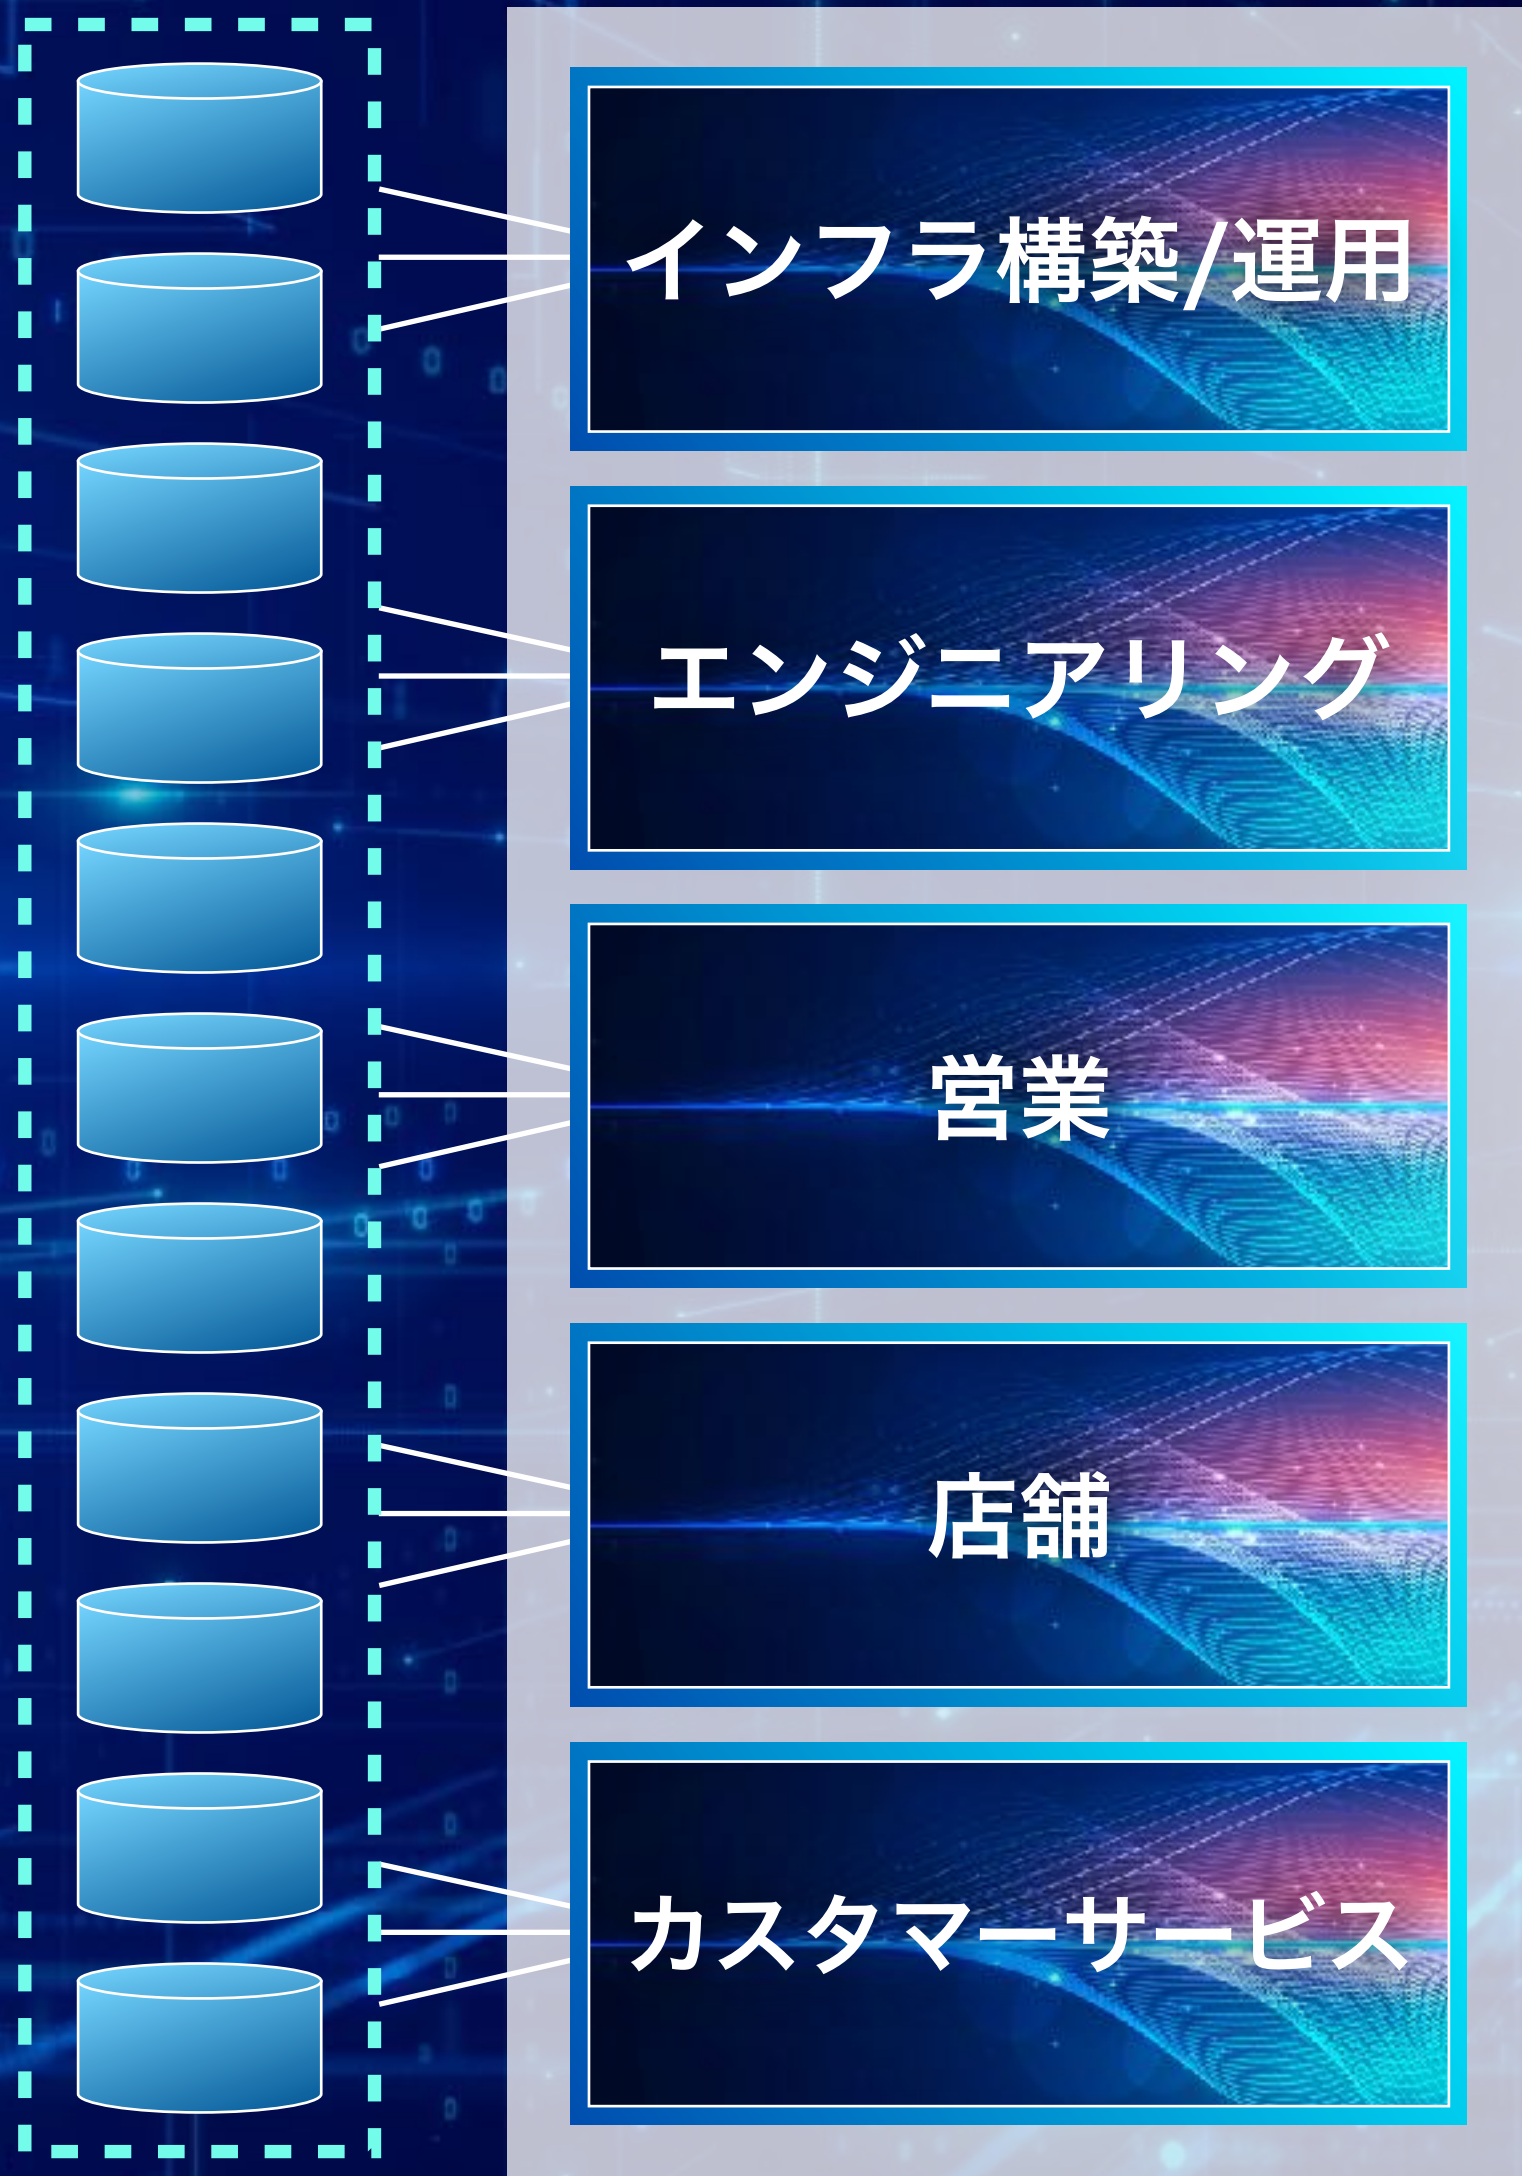 インフラ構築/運用
エンジニアリング
営業
店舗
カスタマーサービス